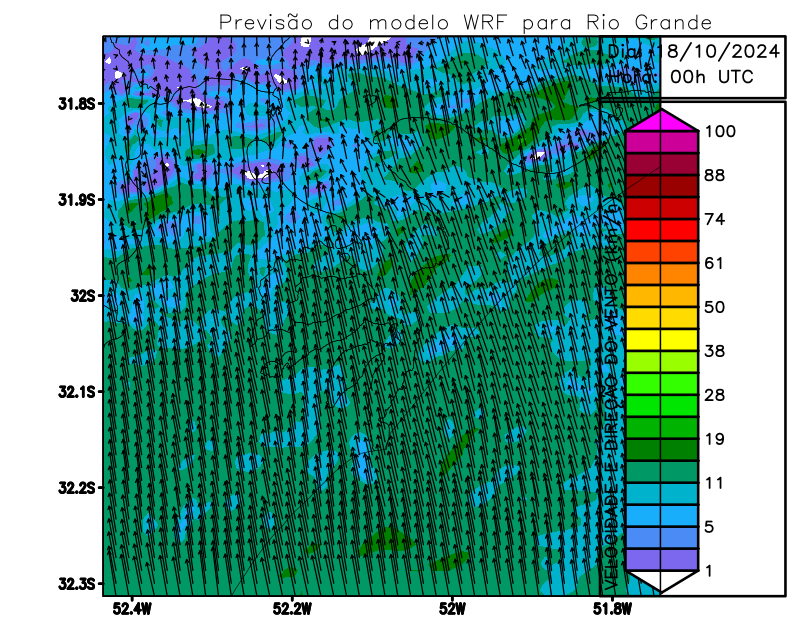 Previsão do modelo WRF para Rio Grande
Dia: 18/10/2024
Hora: 00h UTC
VELOCIDADE E DIREÇÃO DO VENTO (km/h)
100
88
74
61
50
38
28
19
11
5
1
31.8S
31.9S
32S
32.1S
32.2S
32.3S
52.4W
52.2W
52W
51.8W